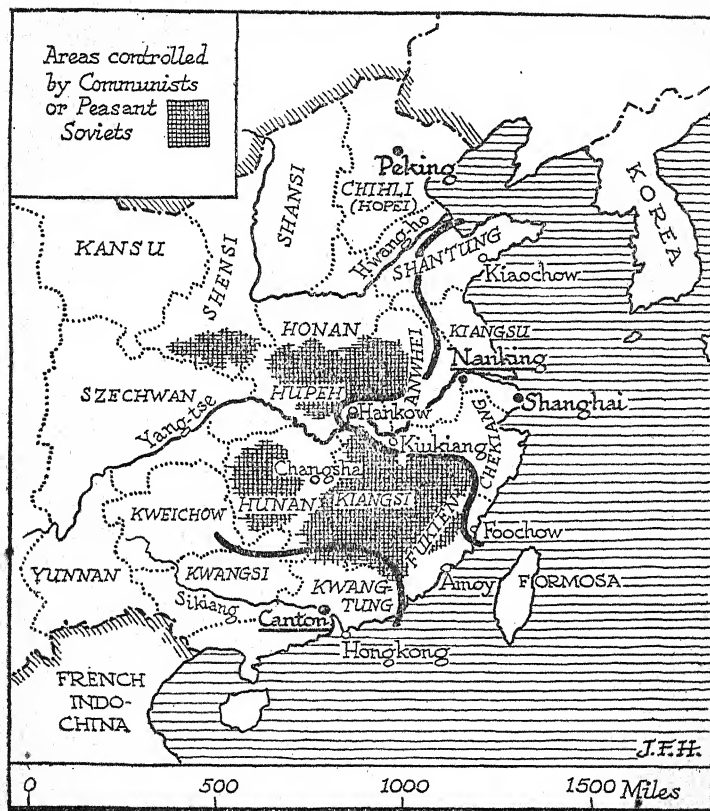 Areas controlled
by Communists
or Peasant
Soviets
Peking
CHIHLI
(HOPEI)
SHANSI
KOREA
KANSU
SHENSI
Hwang-ho
SHANTUNG
Kiaochow
HONAN
KIANGSU
ANWHEI
Nanking
HUPEH
SZECHWAN
Yang-tse
Hankow
Shanghai
Kiukiang
CHEKIANG
Changsha
HUNAN
KIANGSI
KWEICHOW
FUKIEN
Foochow
YUNNAN
KWANGSI
KWANG-
TUNG
Amoy
FORMOSA
Sikiang
Canton
Hongkong
FRENCH
INDO-
CHINA
J.F.H.
0 500 1000 1500 Miles